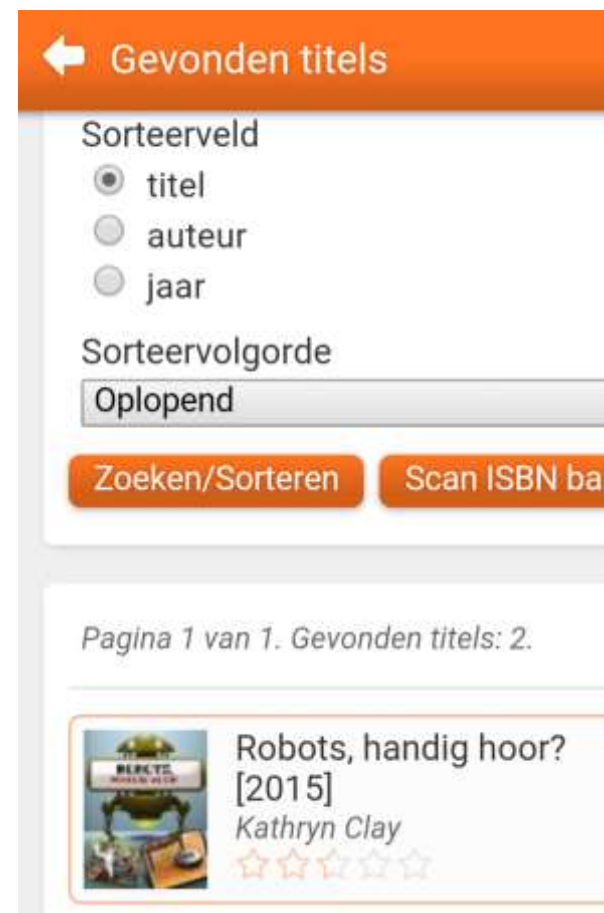 Gevonden titels
Sorteerveld
titel
auteur
jaar
Sorteervolgorde
Oplopend
Zoeken/Sorteren
Scan ISBN ba
Pagina 1 van 1. Gevonden titels: 2.
Robots, handig hoor?
[2015]
Kathryn Clay